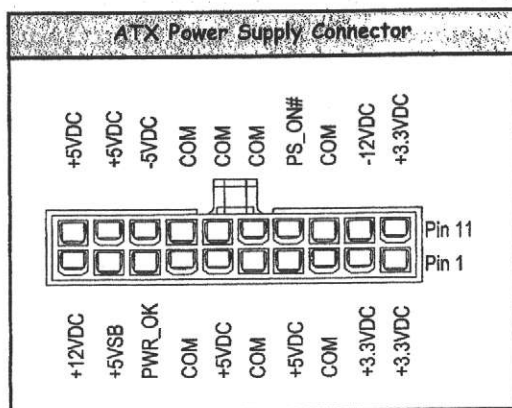 ATX Power Supply Connector
+5VDC
+5VDC
-5VDC
COM
COM
COM
PS_ON#
COM
-12VDC
+3.3VDC
Pin 11
Pin 1
+12VDC
+5VSB
PWR_OK
COM
+5VDC
COM
+5VDC
COM
+3.3VDC
+3.3VDC